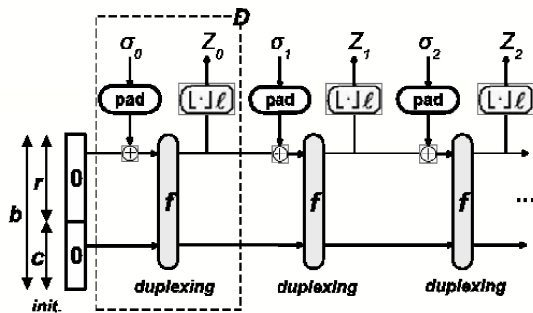 D
σ0 Z0 σ1 Z1 σ2 Z2
pad ⌊·⌋ℓ pad ⌊·⌋ℓ pad ⌊·⌋ℓ
b r 0 f f f ...
c 0
init. duplexing duplexing duplexing